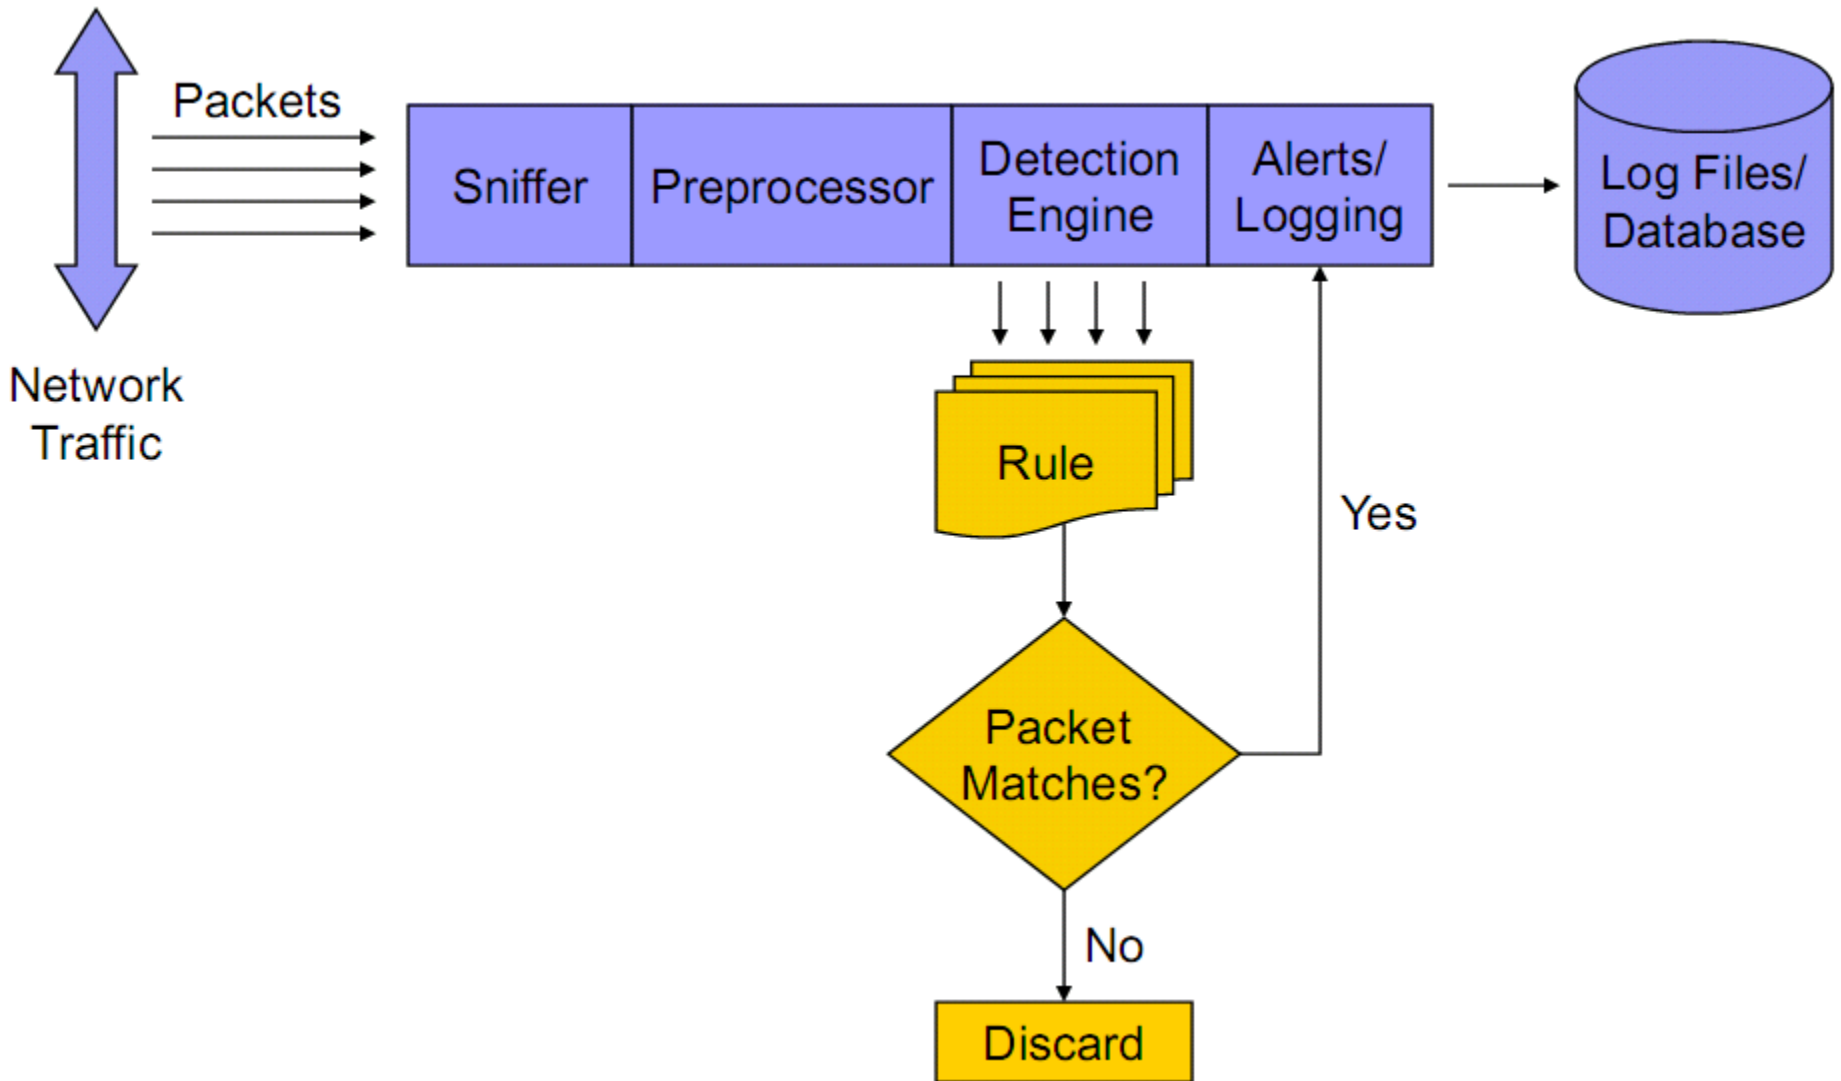 Packets
Network
Traffic
Sniffer
Preprocessor
Detection
Engine
Alerts/
Logging
Log Files/
Database
Rule
Yes
Packet
Matches?
No
Discard